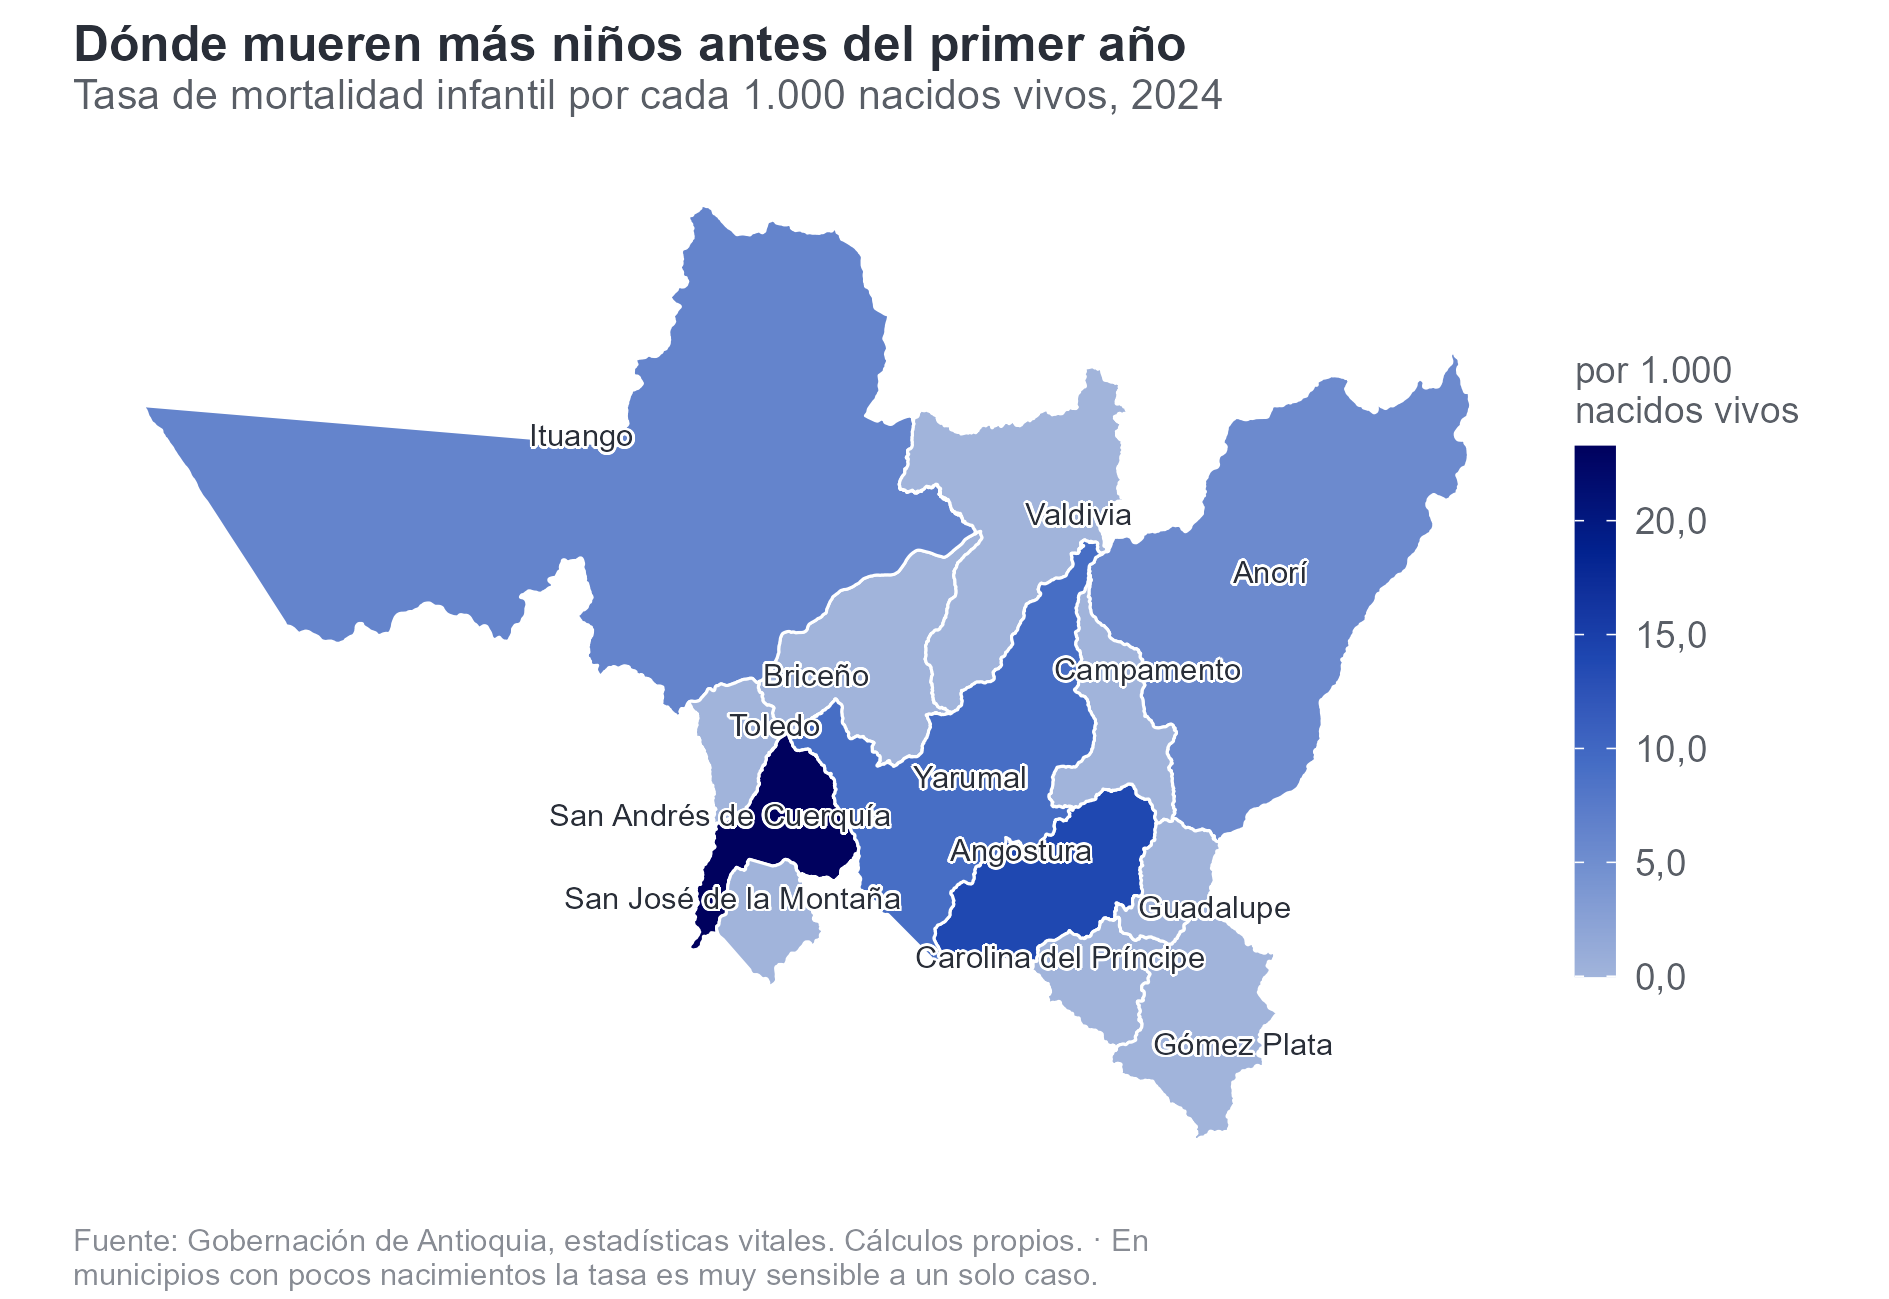 Dónde mueren más niños antes del primer año
Tasa de mortalidad infantil por cada 1.000 nacidos vivos, 2024
por 1.000
nacidos vivos
Ituango
Valdivia
20,0
Anorí
15,0
Campamento
Briceño
Toledo
10,0
Yarumal
San Andrés de Cuerquía
Angostura
5,0
San José de la Montaña
Guadalupe
Carolina del Príncipe
0,0
Gómez Plata
Fuente: Gobernación de Antioquia, estadísticas vitales. Cálculos propios. · En
municipios con pocos nacimientos la tasa es muy sensible a un solo caso.